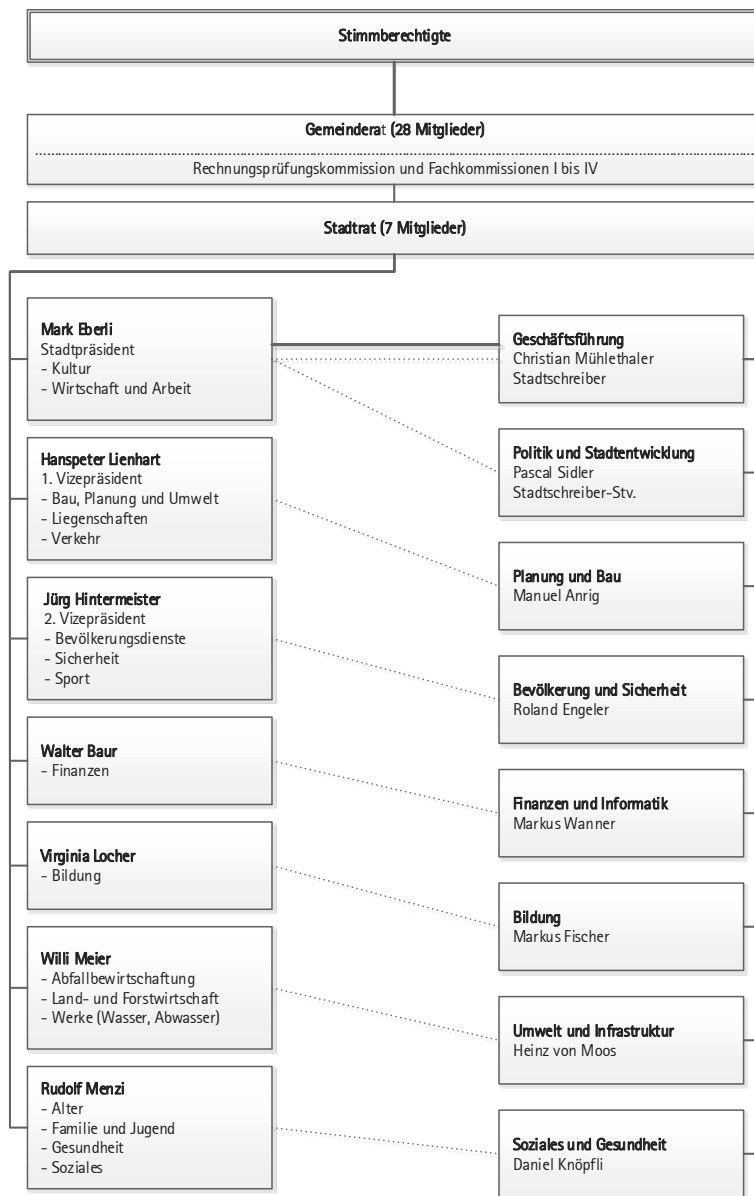 Stimmberechtigte
Gemeinderat (28 Mitglieder)
Rechnungsprüfungskommission und Fachkommissionen I bis IV
Stadtrat (7 Mitglieder)
Mark Eberli
Stadtpräsident
- Kultur
- Wirtschaft und Arbeit
Hanspeter Lienhart
1. Vizepräsident
- Bau, Planung und Umwelt
- Liegenschaften
- Verkehr
Jürg Hintermeister
2. Vizepräsident
- Bevölkerungsdienste
- Sicherheit
- Sport
Walter Baur
- Finanzen
Virginia Locher
- Bildung
Willi Meier
- Abfallbewirtschaftung
- Land- und Forstwirtschaft
- Werke (Wasser, Abwasser)
Rudolf Menzi
- Alter
- Familie und Jugend
- Gesundheit
- Soziales
Geschäftsführung
Christian Mühlethaler
Stadtschreiber
Politik und Stadtentwicklung
Pascal Sidler
Stadtschreiber-Stv.
Planung und Bau
Manuel Anrig
Bevölkerung und Sicherheit
Roland Engeler
Finanzen und Informatik
Markus Wanner
Bildung
Markus Fischer
Umwelt und Infrastruktur
Heinz von Moos
Soziales und Gesundheit
Daniel Knöpfli